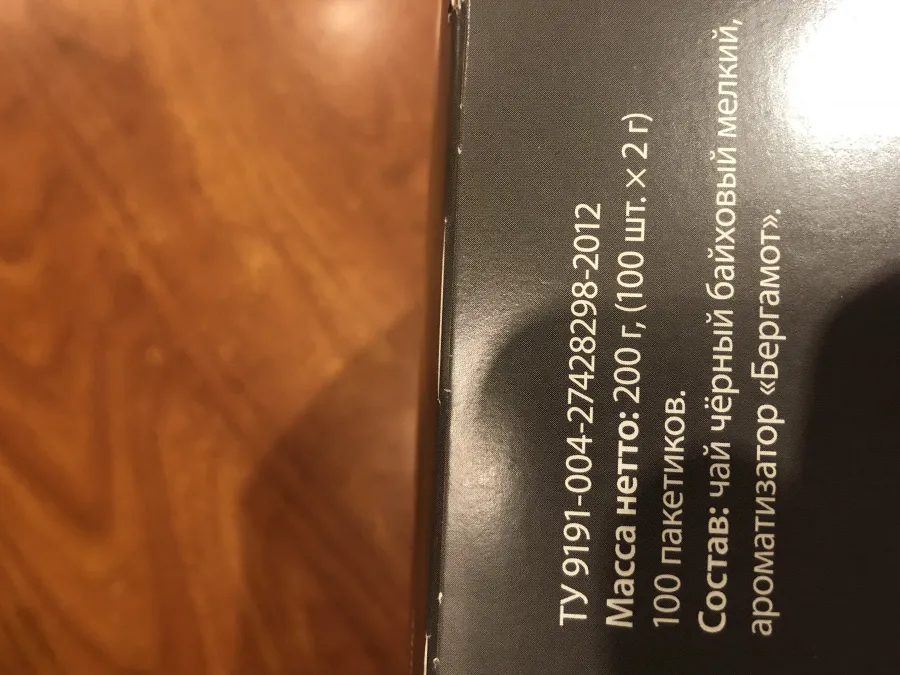 ТУ 9191-004-27428298-2012
Масса нетто: 200 г, (100 шт. × 2 г)
100 пакетиков.
Состав: чай чёрный байховый мелкий,
ароматизатор «Бергамот».